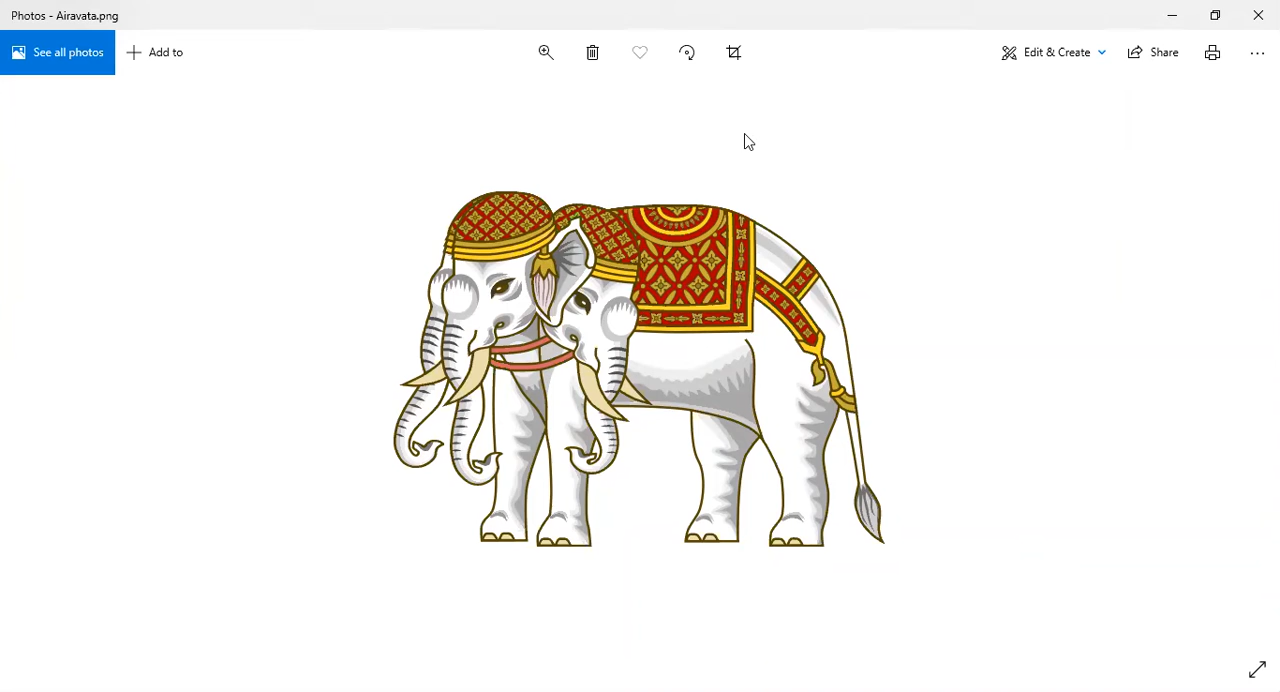 Photos - Airavata.png
See all photos
Add to
Edit & Create
Share